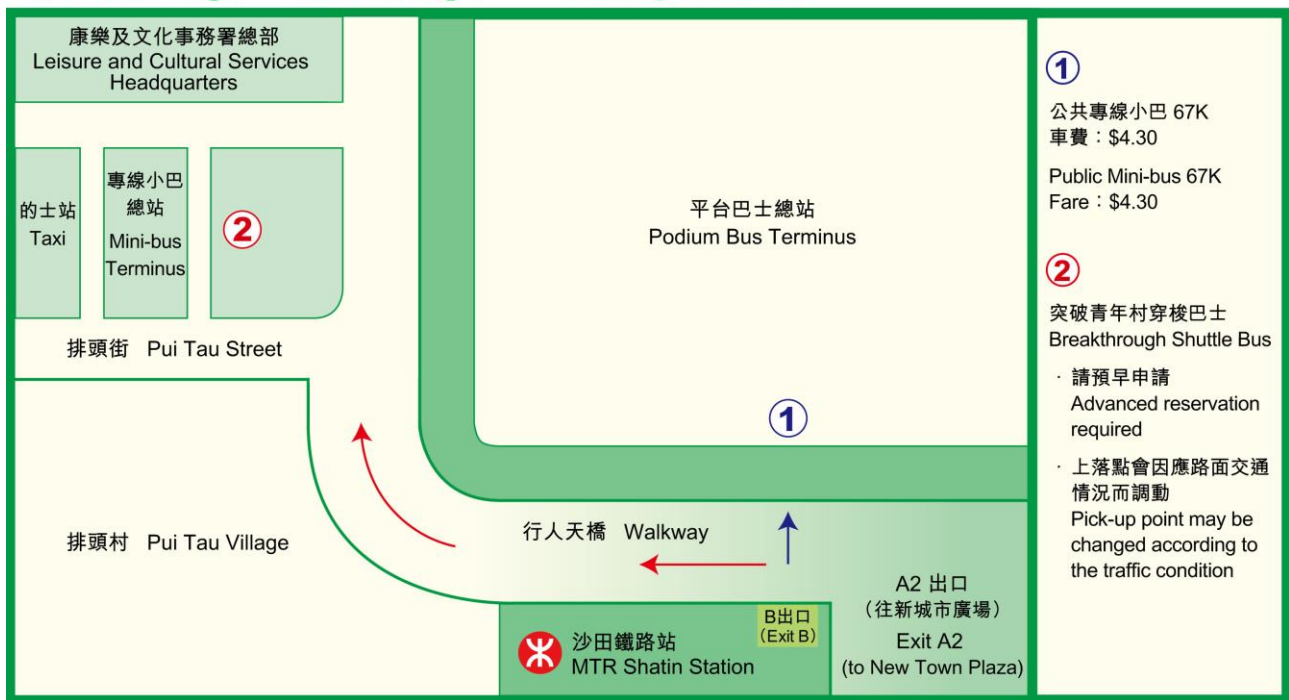 康樂及文化事務署總部
Leisure and Cultural Services
Headquarters
的士站
Taxi
專線小巴
總站
Mini-bus
Terminus
2
平台巴士總站
Podium Bus Terminus
排頭街 Pui Tau Street
1
排頭村 Pui Tau Village
行人天橋 Walkway
B出口
(Exit B)
沙田鐵路站
MTR Shatin Station
A2 出口
（往新城市廣場）
Exit A2
(to New Town Plaza)
1
公共專線小巴 67K
車費：$4.30
Public Mini-bus 67K
Fare：$4.30
2
突破青年村穿梭巴士
Breakthrough Shuttle Bus
· 請預早申請
Advanced reservation
required
· 上落點會因應路面交通
情況而調動
Pick-up point may be
changed according to
the traffic condition